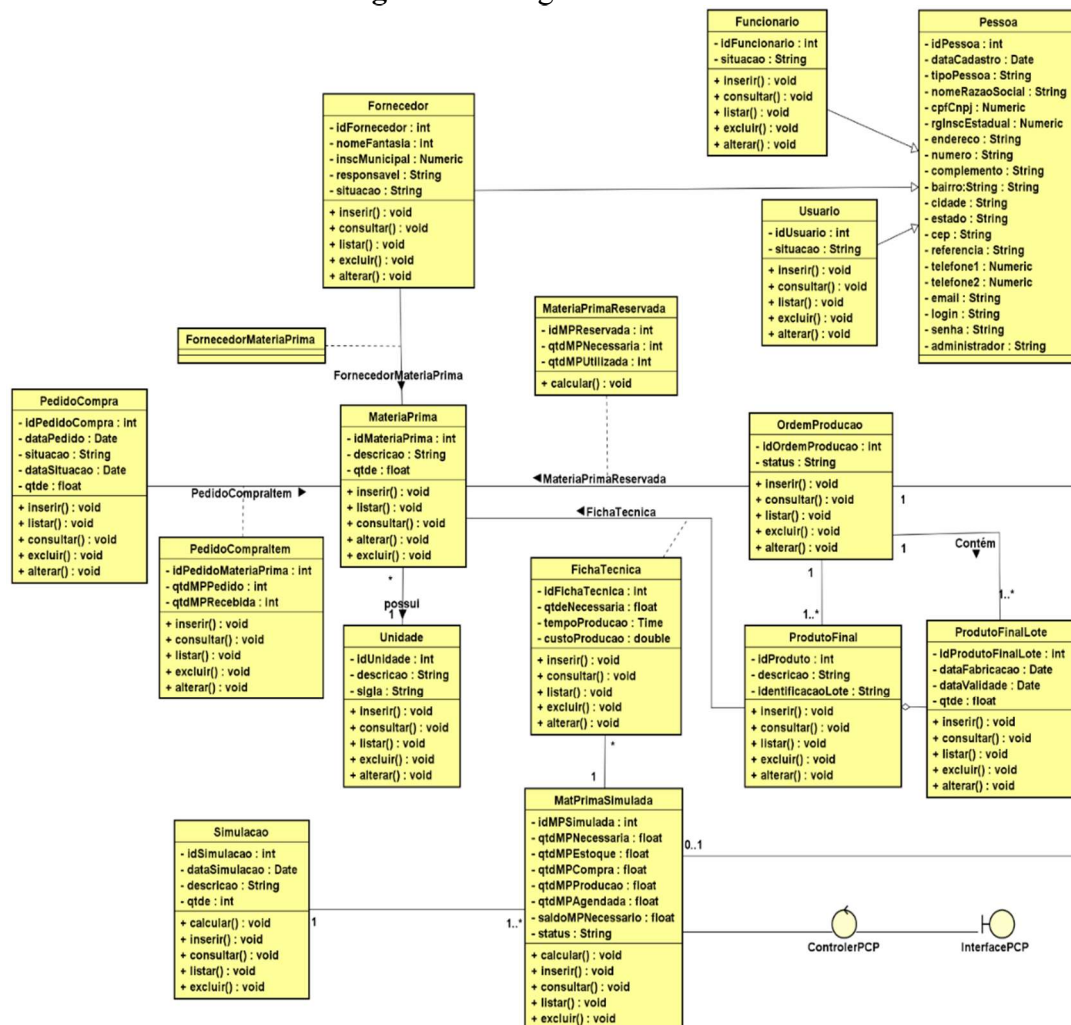 Funcionario
- idFuncionario : int
- situacao : String
+ inserir() : void
+ consultar() : void
+ listar() : void
+ excluir() : void
+ alterar() : void
Pessoa
- idPessoa : int
- dataCadastro : Date
- tipoPessoa : String
- nomeRazaoSocial : String
- cpfCnpj : Numeric
- rgInscEstadual : Numeric
- endereco : String
- numero : String
- complemento : String
- bairro:String : String
- cidade : String
- estado : String
- cep : String
- referencia : String
- telefone1 : Numeric
- telefone2 : Numeric
- email : String
- login : String
- senha : String
- administrador : String
Fornecedor
- idFornecedor : int
- nomeFantasia : int
- inscMunicipal : Numeric
- responsavel : String
- situacao : String
+ inserir() : void
+ consultar() : void
+ listar() : void
+ excluir() : void
+ alterar() : void
Usuario
- idUsuario : int
- situacao : String
+ inserir() : void
+ consultar() : void
+ listar() : void
+ excluir() : void
+ alterar() : void
FornecedorMateriaPrima
FornecedorMateriaPrima
MateriaPrimaReservada
- idMPReservada : int
- qtdMPNecessaria : int
- qtdMPUtilizada : int
+ calcular() : void
PedidoCompra
- idPedidoCompra : int
- dataPedido : Date
- situacao : String
- dataSituacao : Date
- qtde : float
+ inserir() : void
+ listar() : void
+ consultar() : void
+ excluir() : void
+ alterar() : void
PedidoCompraItem ►
MateriaPrima
- idMateriaPrima : int
- descricao : String
- qtde : float
+ inserir() : void
+ listar() : void
+ consultar() : void
+ alterar() : void
+ excluir() : void
◄MateriaPrimaReservada
◄FichaTecnica
OrdemProducao
- idOrdemProducao : int
- status : String
+ inserir() : void
+ consultar() : void
+ listar() : void
+ excluir() : void
+ alterar() : void
1
1
Contém
▼
1
1..*
1..*
PedidoCompraItem
- idPedidoMateriaPrima : int
- qtdMPPedido : int
- qtdMPRecebida : int
+ inserir() : void
+ consultar() : void
+ listar() : void
+ excluir() : void
+ alterar() : void
*
possui
1
▼
Unidade
- idUnidade : int
- descricao : String
- sigla : String
+ inserir() : void
+ consultar() : void
+ listar() : void
+ excluir() : void
+ alterar() : void
FichaTecnica
- idFichaTecnica : int
- qtdeNecessaria : float
- tempoProducao : Time
- custoProducao : double
+ inserir() : void
+ consultar() : void
+ listar() : void
+ excluir() : void
+ alterar() : void
*
1
ProdutoFinal
- idProduto : int
- descricao : String
- identificacaoLote : String
+ inserir() : void
+ consultar() : void
+ listar() : void
+ excluir() : void
+ alterar() : void
ProdutoFinalLote
- idProdutoFinalLote : int
- dataFabricacao : Date
- dataValidade : Date
- qtde : float
+ inserir() : void
+ consultar() : void
+ listar() : void
+ excluir() : void
+ alterar() : void
Simulacao
- idSimulacao : int
- dataSimulacao : Date
- descricao : String
- qtde : int
+ calcular() : void
+ inserir() : void
+ consultar() : void
+ listar() : void
+ excluir() : void
1
1..*
MatPrimaSimulada
- idMPSimulada : int
- qtdMPNecessaria : float
- qtdMPEstoque : float
- qtdMPCompra : float
- qtdMPProducao : float
- qtdMPAgendada : float
- saldoMPNecessario : float
- status : String
+ calcular() : void
+ inserir() : void
+ consultar() : void
+ listar() : void
+ excluir() : void
0..1
ControlerPCP
InterfacePCP